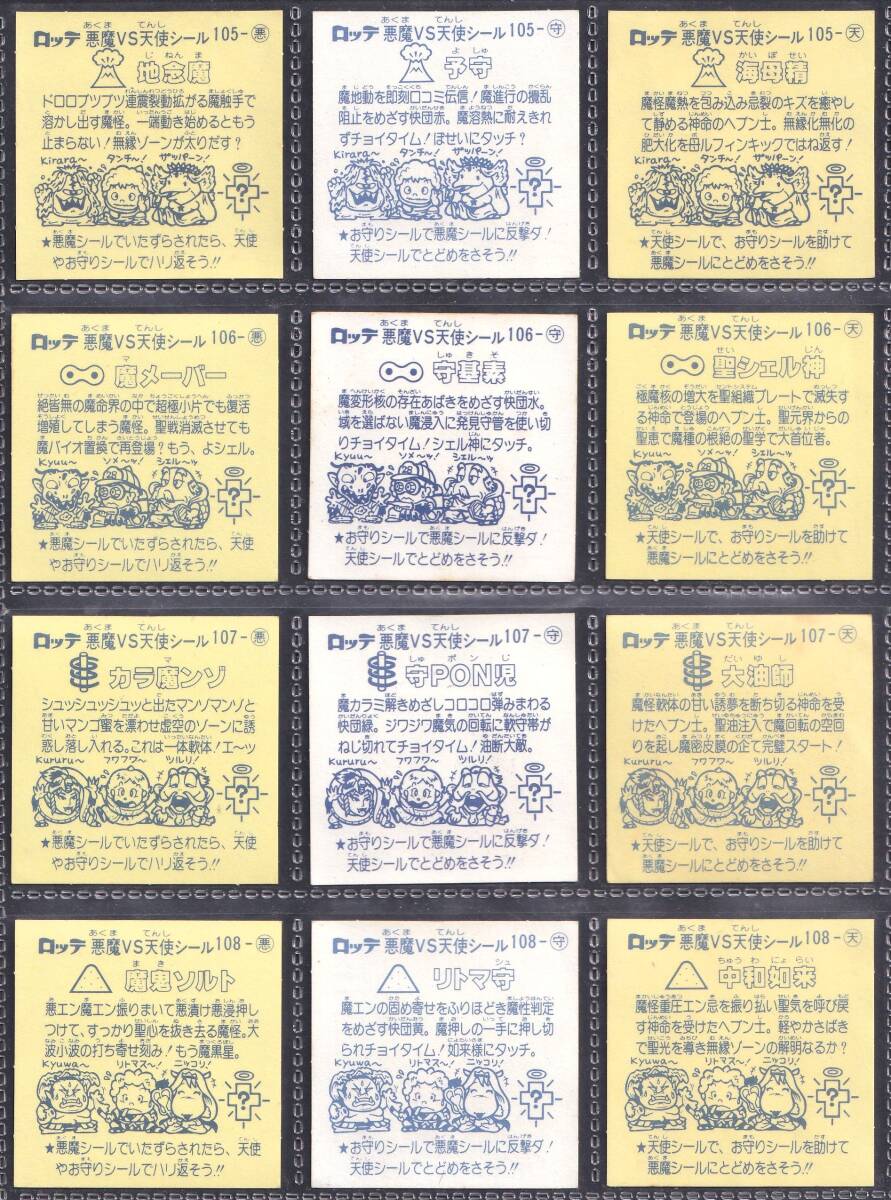 ロッテ 悪魔VS天使シール 105-悪
地念魔
ドロロブツブツ連震裂動拡がる魔触手で
溶かし出す魔怪。一端動き始めるともう
止まらない!無縁ゾーンが太りだす?
Kirara~ タンチ~! ザッパーン!
★悪魔シールでいたずらされたら、天使
やお守りシールでハリ返そう!!
ロッテ 悪魔VS天使シール 105-守
予守
魔地動を即刻口コミ伝信!魔進行の攪乱
阻止をめざす快団赤。魔溶熱に耐えきれ
ずチョイタイム!ぼせいにタッチ?
Kirara~ タンチ~! ザッパーン!
★お守りシールで悪魔シールに反撃ダ!
天使シールでとどめをさそう!!
ロッテ 悪魔VS天使シール 105-天
海母精
魔怪魔熱を包み込み忌裂のキズを癒やし
て静める神命のヘブン士。無縁化無化の
肥大化を母ルフィンキックではね返す!
Kirara~ タンチ~! ザッパーン!
★天使シールで、お守りシールを助けて
悪魔シールにとどめをさそう!!
ロッテ 悪魔VS天使シール 106-悪
魔メーバー
絶皆無の魔命界の中で超極小片でも復活
増殖してしまう魔怪。聖戦消滅させても
魔バイオ置換で再登場?もう、よシェル。
Kyuu~ ソメ~ッ! シェル~ッ
★悪魔シールでいたずらされたら、天使
やお守りシールでハリ返そう!!
ロッテ 悪魔VS天使シール 106-守
守基素
魔変形核の存在あばきをめざす快団水。
域を選ばない魔浸入に発見守管を使い切
りチョイタイム!シェル神にタッチ。
Kyuu~ ソメ~ッ! シェル~ッ
★お守りシールで悪魔シールに反撃ダ!
天使シールでとどめをさそう!!
ロッテ 悪魔VS天使シール 106-天
聖シェル神
極魔核の増大を聖組織プレートで滅失す
る神命で登場のヘブン士。聖元界からの
聖恵で魔種の根絶の聖学で大首位者。
Kyuu~ ソメ~ッ! シェル~ッ
★天使シールで、お守りシールを助けて
悪魔シールにとどめをさそう!!
ロッテ 悪魔VS天使シール 107-悪
カラ魔ンゾ
シュッシュッシュッと出たマンゾマンゾと
甘いマンゴ蜜を漂わせ虚空のゾーンに誘
惑し落し入れる。これは一体軟体!エ~ッ
Kururu~ フワフワ~ ツルリ!
★悪魔シールでいたずらされたら、天使
やお守りシールでハリ返そう!!
ロッテ 悪魔VS天使シール 107-守
守PON児
魔カラミ解きめざしコロコロ弾みまわる
快団緑。ジワジワ魔気の回転に軟守帯が
ねじ切れてチョイタイム!油断大敵。
Kururu~ フワフワ~ ツルリ!
★お守りシールで悪魔シールに反撃ダ!
天使シールでとどめをさそう!!
ロッテ 悪魔VS天使シール 107-天
大油師
魔怪軟体の甘い誘夢を断ち切る神命を受
けたヘブン士。聖油注入で魔回転の空回
りを起し魔密皮膜の企て完璧スタート!
Kururu~ フワフワ~ ツルリ!
★天使シールで、お守りシールを助けて
悪魔シールにとどめをさそう!!
ロッテ 悪魔VS天使シール 108-悪
魔鬼ソルト
悪エン魔エン振りまいて悪漬け悪浸押し
つけて、すっかり聖心を抜き去る魔怪。大
波小波の打ち寄せ刻み!もう魔黒星。
Kyuwa~ リトマス~! ニャコリ!
★悪魔シールでいたずらされたら、天使
やお守りシールでハリ返そう!!
ロッテ 悪魔VS天使シール 108-守
リトマ守
魔エンの固め寄せをふりほどき魔性判定
をめざす快団黄。魔押しの一手に押し切
られチョイタイム!如来様にタッチ。
Kyuwa~ リトマス~! ニャコリ!
★お守りシールで悪魔シールに反撃ダ!
天使シールでとどめをさそう!!
ロッテ 悪魔VS天使シール 108-天
中和如来
魔怪重圧エン忌を振り払い聖気を呼び戻
す神命を受けたヘブン士。軽やかさばき
で聖光を導き無縁ゾーンの解明なるか?
Kyuwa~ リトマス~! ニャコリ!
★天使シールで、お守りシールを助けて
悪魔シールにとどめをさそう!!